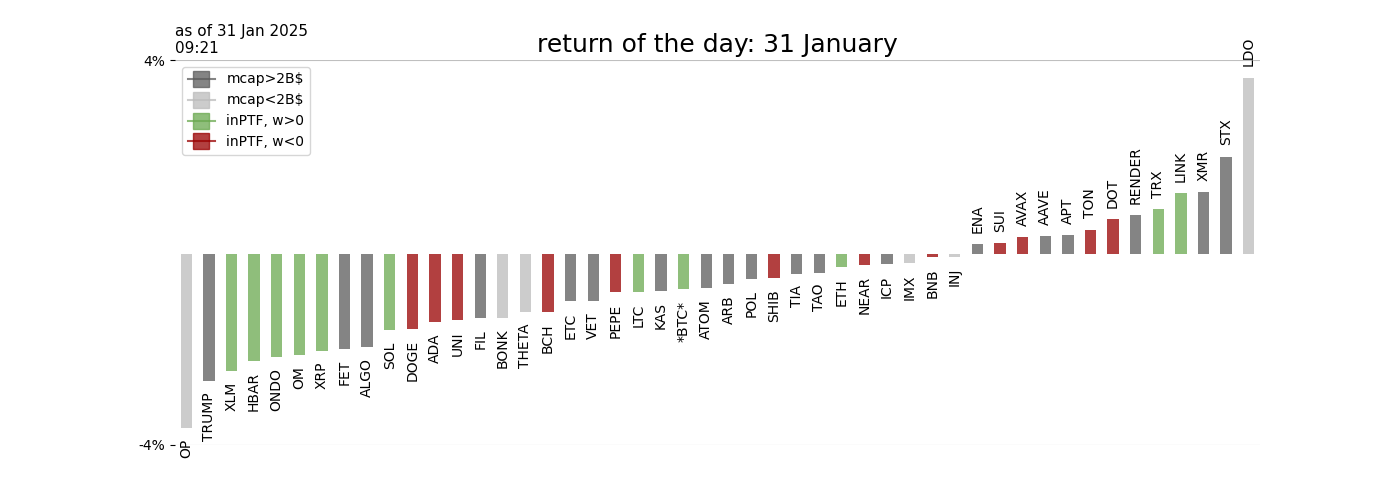 as of 31 Jan 2025
09:21
return of the day: 31 January
4%
mcap>2B$
mcap<2B$
inPTF, w>0
inPTF, w<0
-4%
OP
TRUMP
XLM
HBAR
ONDO
OM
XRP
FET
ALGO
SOL
DOGE
ADA
UNI
FIL
BONK
THETA
BCH
ETC
VET
PEPE
LTC
KAS
*BTC*
ATOM
ARB
POL
SHIB
TIA
TAO
ETH
NEAR
ICP
IMX
BNB
INJ
ENA
SUI
AVAX
AAVE
APT
TON
DOT
RENDER
TRX
LINK
XMR
STX
LDO